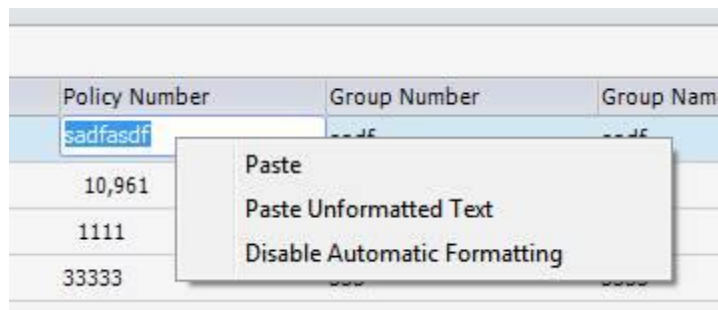 Policy Number Group Number Group Nam
sadfasdf
Paste
10,961
Paste Unformatted Text
1111
Disable Automatic Formatting
33333